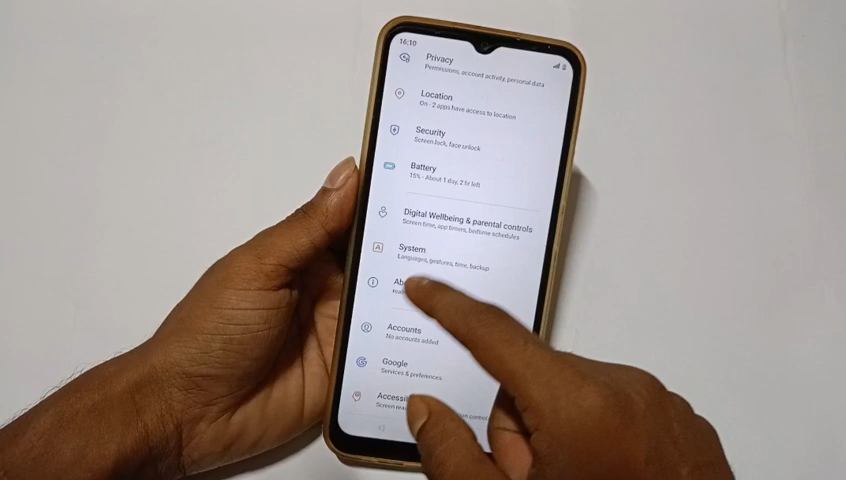 16:10
Privacy
Permissions, account activity, personal data
Location
On - 2 apps have access to location
Security
Screen lock, face unlock
Battery
15% - About 1 day, 2 hr left
Digital Wellbeing & parental controls
Screen time, app timers, bedtime schedules
System
Languages, gestures, time, backup
Accounts
No accounts added
Google
Services & preferences